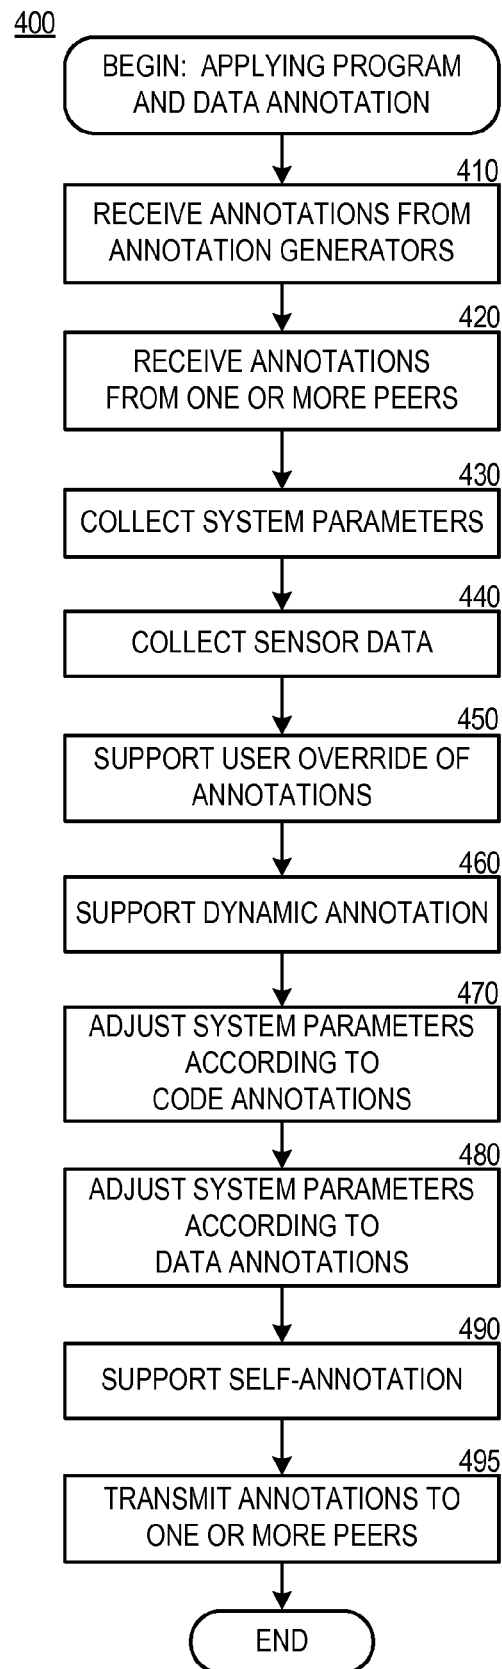 400
BEGIN: APPLYING PROGRAM
AND DATA ANNOTATION
410
RECEIVE ANNOTATIONS FROM
ANNOTATION GENERATORS
420
RECEIVE ANNOTATIONS
FROM ONE OR MORE PEERS
430
COLLECT SYSTEM PARAMETERS
440
COLLECT SENSOR DATA
450
SUPPORT USER OVERRIDE OF
ANNOTATIONS
460
SUPPORT DYNAMIC ANNOTATION
470
ADJUST SYSTEM PARAMETERS
ACCORDING TO
CODE ANNOTATIONS
480
ADJUST SYSTEM PARAMETERS
ACCORDING TO
DATA ANNOTATIONS
490
SUPPORT SELF-ANNOTATION
495
TRANSMIT ANNOTATIONS TO
ONE OR MORE PEERS
END